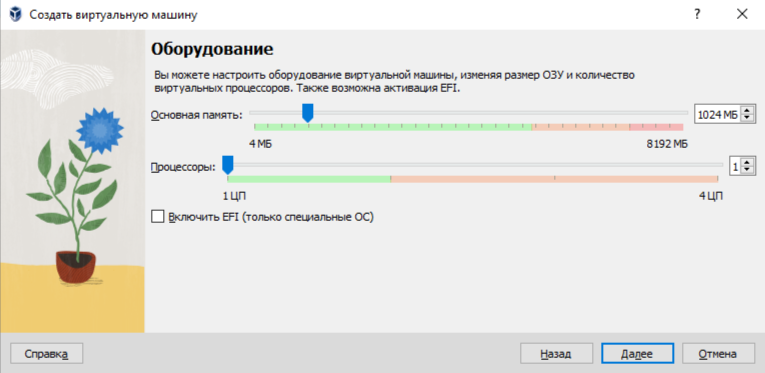 Создать виртуальную машину
Оборудование
Вы можете настроить оборудование виртуальной машины, изменяя размер ОЗУ и количество
виртуальных процессоров. Также возможна активация EFI.
Основная память: 1024 МБ
4 МБ 8192 МБ
Процессоры: 1
1 ЦП 4 ЦП
Включить EFI (только специальные ОС)
Справка Назад Далее Отмена